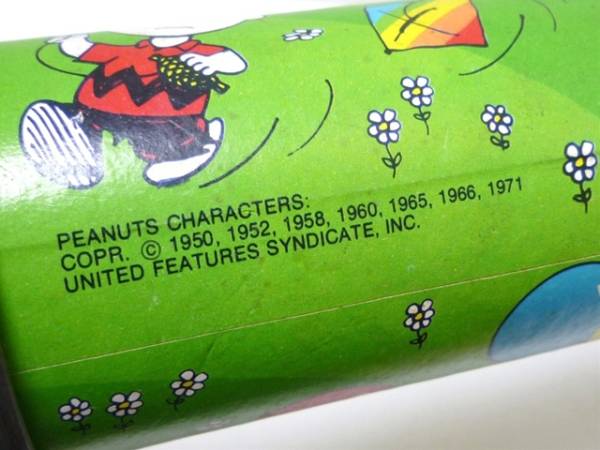 PEANUTS CHARACTERS:
COPR. © 1950, 1952, 1958, 1960, 1965, 1966, 1971
UNITED FEATURES SYNDICATE, INC.